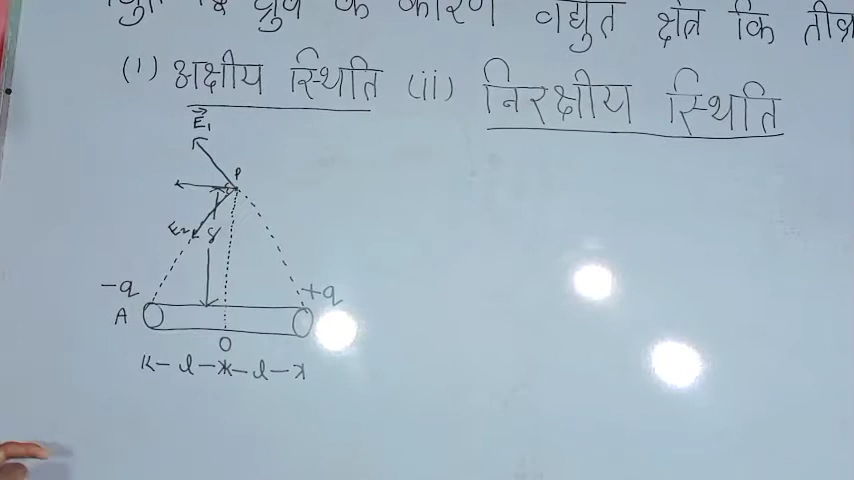 ध्रुव के कारण वैद्युत क्षेत्र कि तीव्र
(i) अक्षीय स्थिति (ii) निरक्षीय स्थिति
E₁
P
E₂
r
-q
+q
A
O
K- l -X- l -X